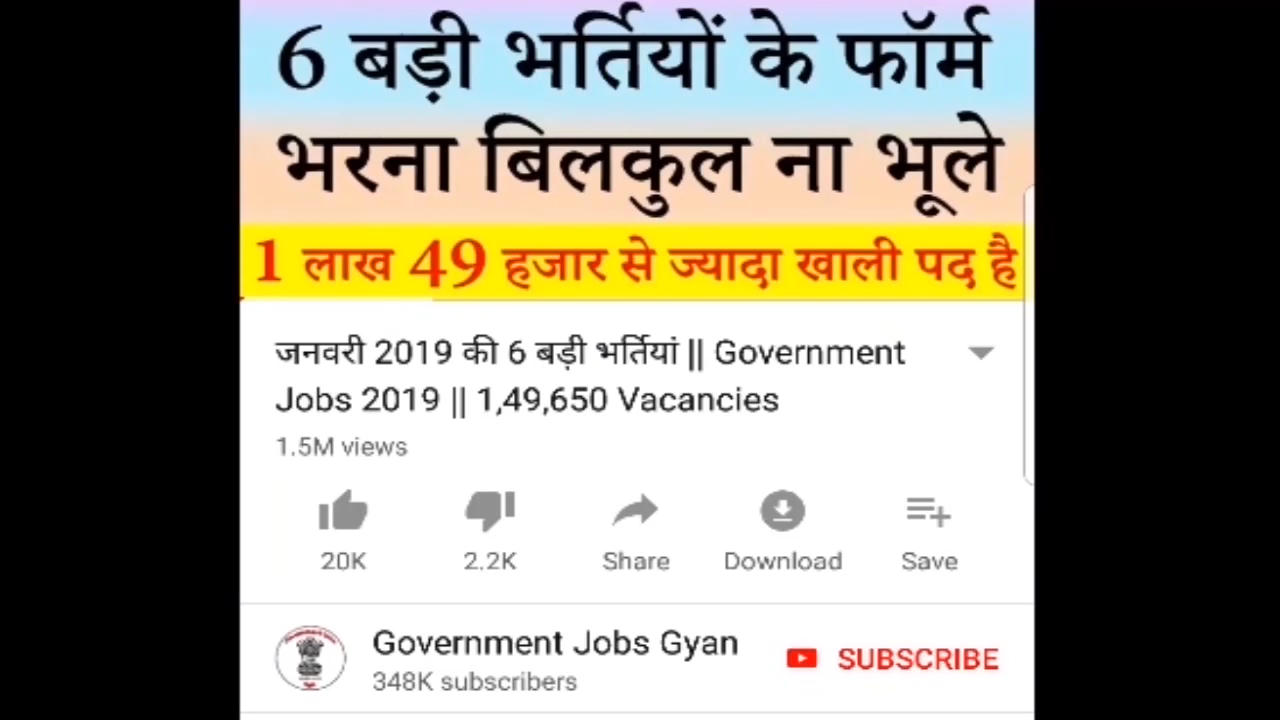 6 बड़ी भर्तियों के फॉर्म
भरना बिलकुल ना भूले
1 लाख 49 हजार से ज्यादा खाली पद है
जनवरी 2019 की 6 बड़ी भर्तियां || Government
Jobs 2019 || 1,49,650 Vacancies
1.5M views
20K 2.2K Share Download Save
Government Jobs Gyan
SUBSCRIBE
348K subscribers